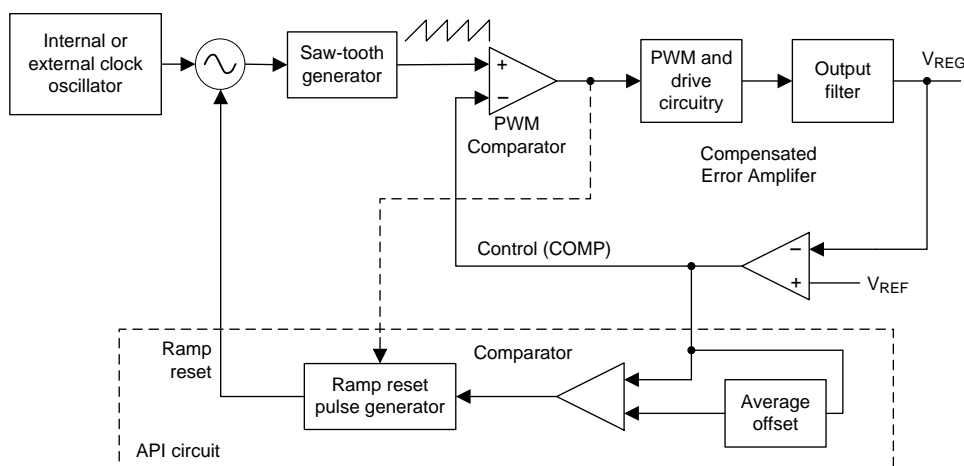 Internal or
external clock
oscillator
Saw-tooth
generator
+
−
PWM
Comparator
PWM and
drive
circuitry
Output
filter
VREG
Compensated
Error Amplifer
Control (COMP)
−
+
VREF
Ramp
reset
Comparator
Ramp reset
pulse generator
Average
offset
API circuit